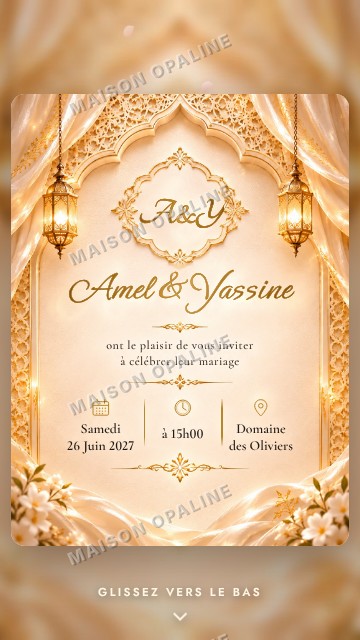 MAISON OPALINE
A&Y
MAISON OPALINE
Amel & Yassine
ont le plaisir de vous inviter
à célébrer leur mariage
MAISON OPALINE
Samedi
26 Juin 2027
à 15h00
Domaine
des Oliviers
MAISON OPALINE
GLISSEZ VERS LE BAS